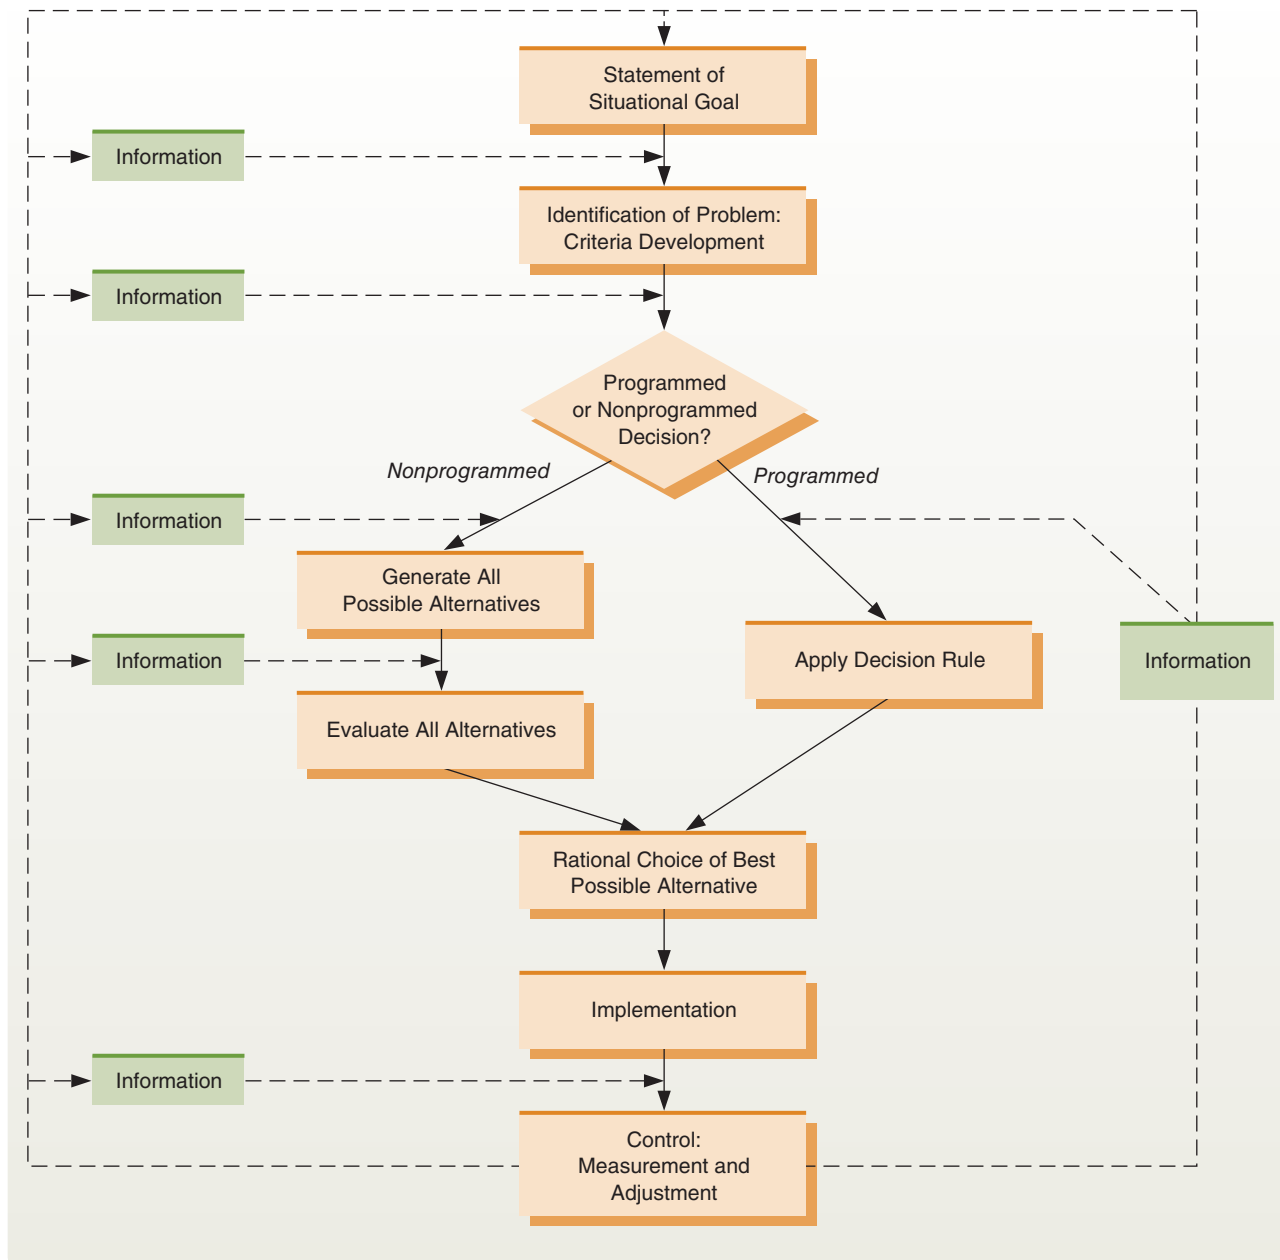 Statement of
Situational Goal
Information
Identification of Problem:
Criteria Development
Information
Programmed
or Nonprogrammed
Decision?
Nonprogrammed
Programmed
Information
Generate All
Possible Alternatives
Information
Apply Decision Rule
Information
Evaluate All Alternatives
Rational Choice of Best
Possible Alternative
Implementation
Information
Control:
Measurement and
Adjustment